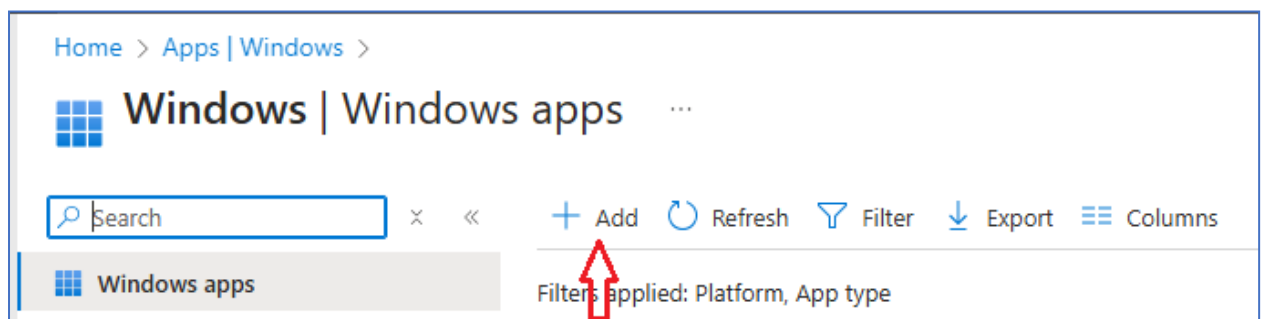 Home > Apps | Windows >
Windows | Windows apps ...
Search
Add Refresh Filter Export Columns
Windows apps
Filters applied: Platform, App type